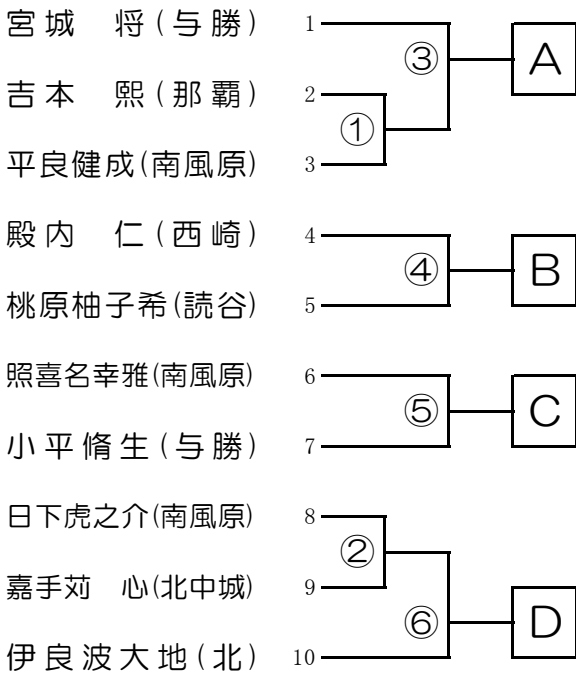 宮城　将(与勝) 1
③ A
吉本　熙(那覇) 2
①
平良健成(南風原) 3
殿内　仁(西崎) 4
④ B
桃原柚子希(読谷) 5
照喜名幸雅(南風原) 6
⑤ C
小平脩生(与勝) 7
日下虎之介(南風原) 8
②
嘉手苅　心(北中城) 9
⑥ D
伊良波大地(北) 10